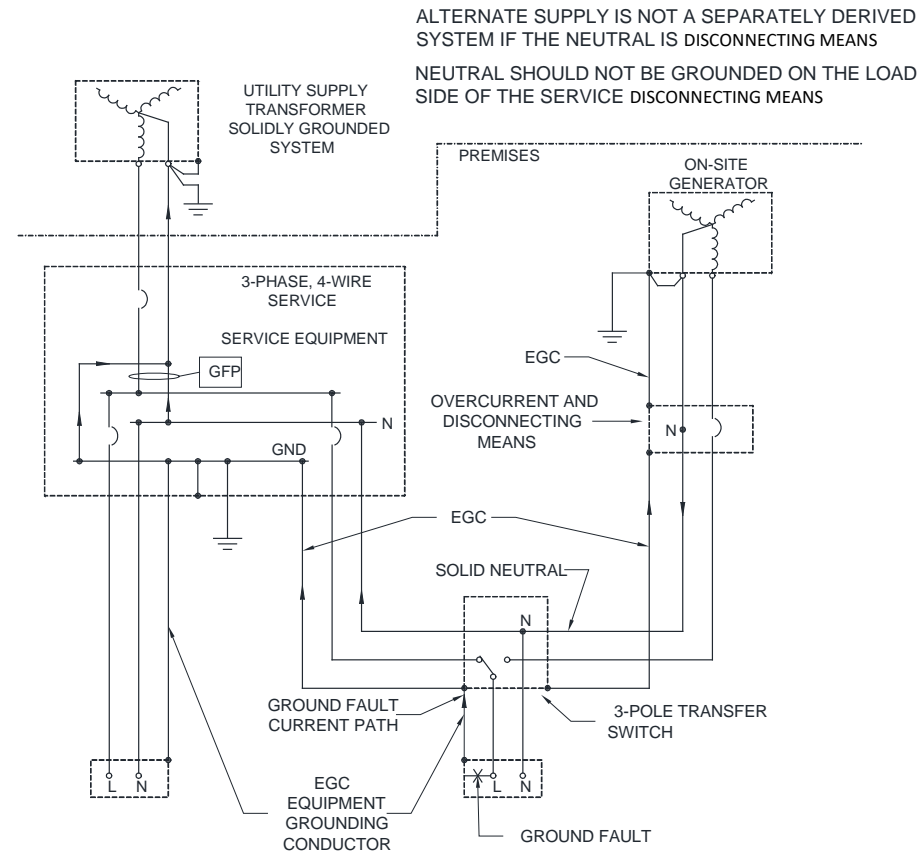 ALTERNATE SUPPLY IS NOT A SEPARATELY DERIVED
SYSTEM IF THE NEUTRAL IS DISCONNECTING MEANS
NEUTRAL SHOULD NOT BE GROUNDED ON THE LOAD
SIDE OF THE SERVICE DISCONNECTING MEANS
UTILITY SUPPLY
TRANSFORMER
SOLIDLY GROUNDED
SYSTEM
PREMISES
ON-SITE
GENERATOR
3-PHASE, 4-WIRE
SERVICE
SERVICE EQUIPMENT
GFP
N
GND
EGC
OVERCURRENT AND
DISCONNECTING
MEANS
N
EGC
SOLID NEUTRAL
N
GROUND FAULT
CURRENT PATH
3-POLE TRANSFER
SWITCH
L N
L N
EGC
EQUIPMENT
GROUNDING
CONDUCTOR
GROUND FAULT